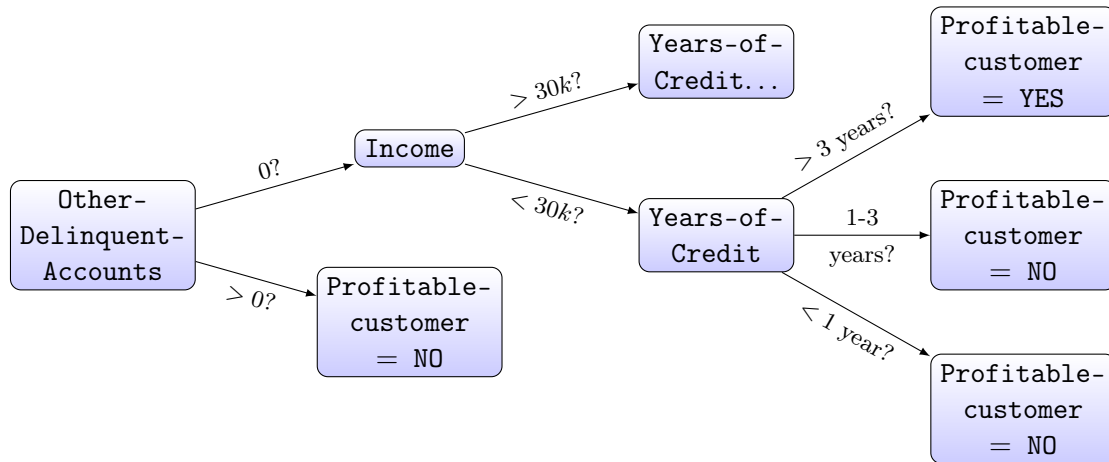 Other-
Delinquent-
Accounts
0?
> 0?
Income
Profitable-
customer
= NO
> 30k?
< 30k?
Years-of-
Credit...
Years-of-
Credit
> 3 years?
1-3
years?
< 1 year?
Profitable-
customer
= YES
Profitable-
customer
= NO
Profitable-
customer
= NO